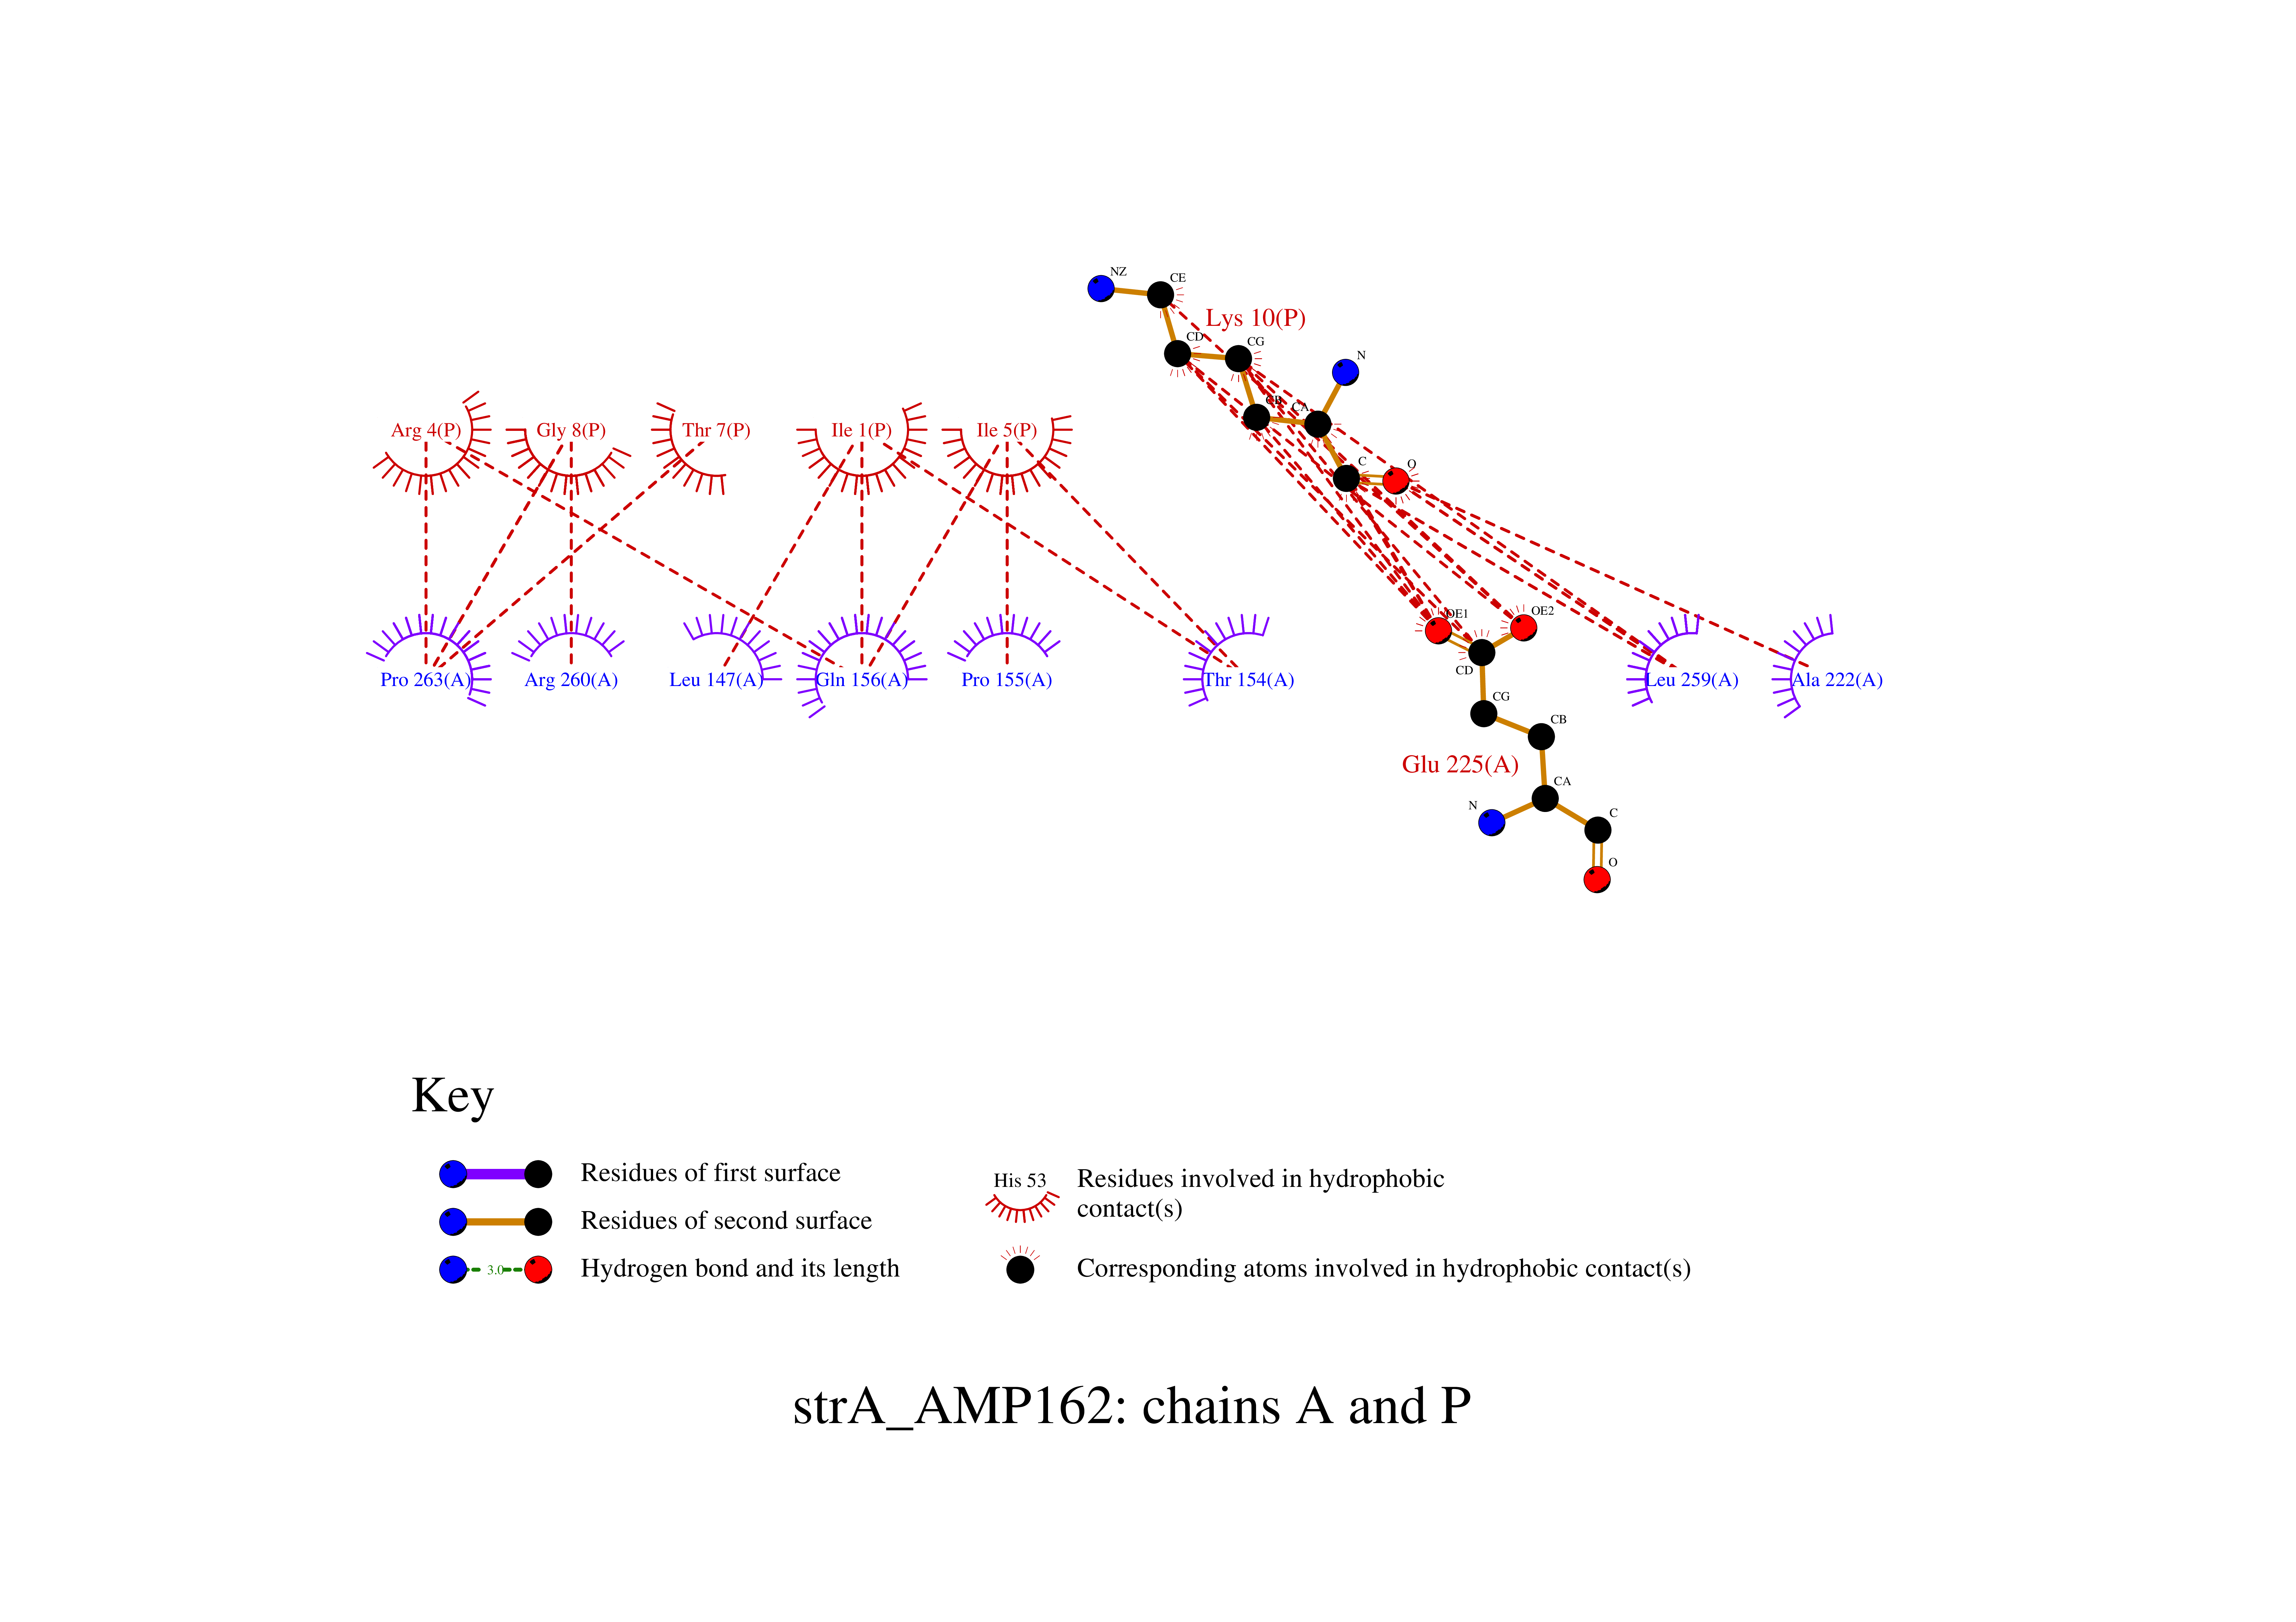 NZ
CE
Lys 10(P)
CD
CG
N
CB
CA
C
O
Arg 4(P) Gly 8(P) Thr 7(P) Ile 1(P) Ile 5(P)
OE1
OE2
Pro 263(A) Arg 260(A) Leu 147(A) Gln 156(A) Pro 155(A) Thr 154(A) Leu 259(A) Ala 222(A)
CD
CG
CB
Glu 225(A)
CA
N
C
O
Key
Residues of first surface
Residues of second surface
3.0
Hydrogen bond and its length
His 53
Residues involved in hydrophobic
contact(s)
Corresponding atoms involved in hydrophobic contact(s)
strA_AMP162: chains A and P